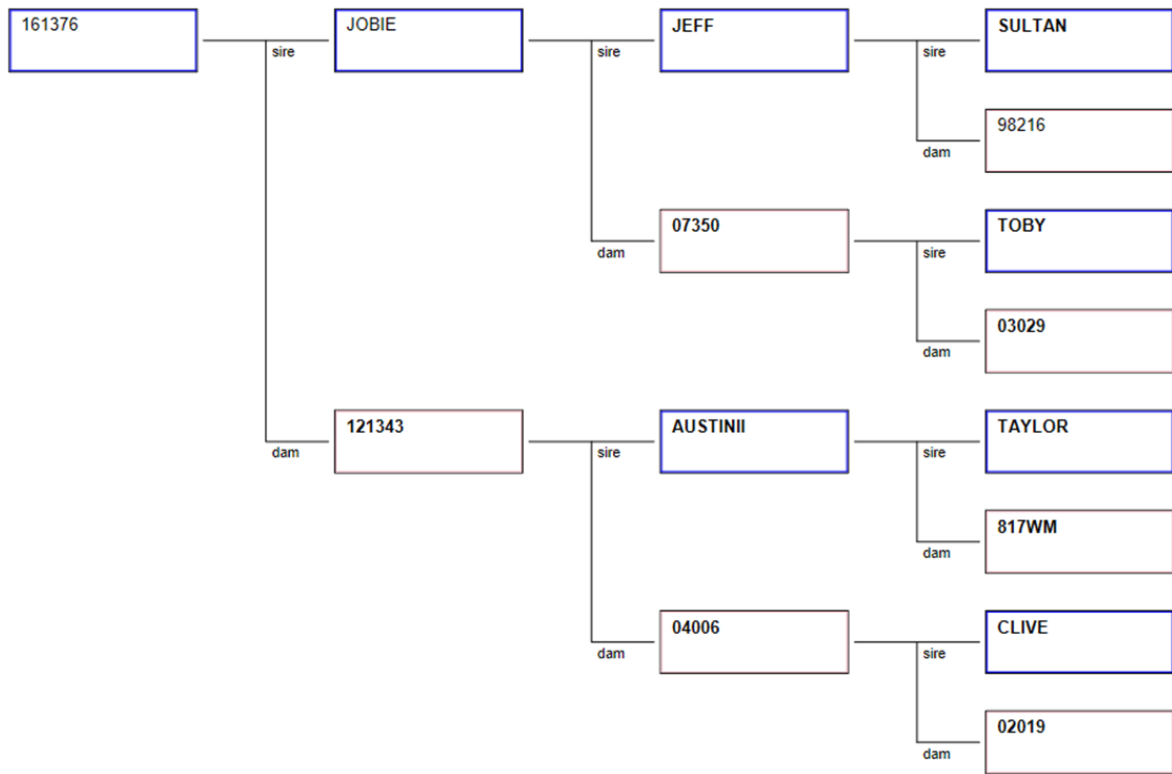 161376
JOBIE
JEFF
SULTAN
sire
sire
sire
98216
dam
07350
TOBY
dam
sire
03029
dam
121343
AUSTINII
TAYLOR
dam
sire
sire
817WM
dam
04006
CLIVE
dam
sire
02019
dam